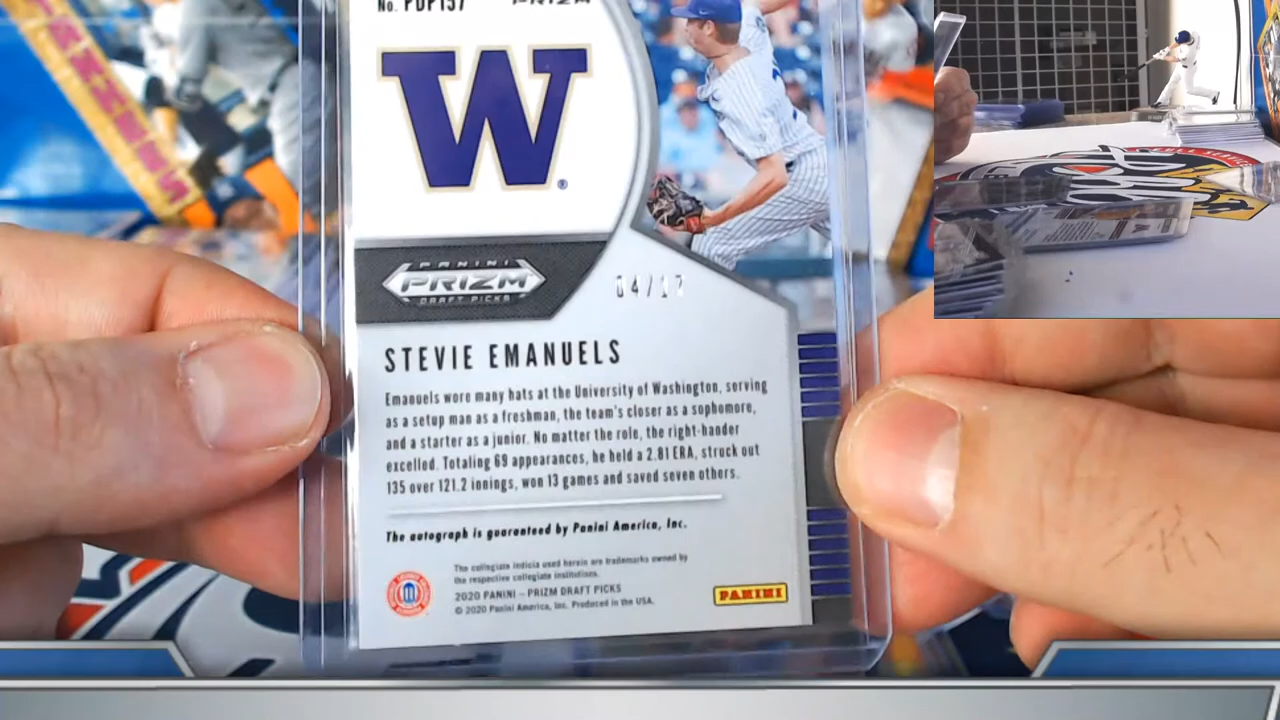 No. PDP157
PRIZM
W
PANINI
PRIZM
DRAFT PICKS
STEVIE EMANUELS
Emanuels wore many hats at the University of Washington, serving
as a setup man as a freshman, the team's closer as a sophomore,
and a starter as a junior. No matter the role, the right-hander
excelled. Totaling 69 appearances, he held a 2.81 ERA, struck out
135 over 121.2 innings, won 13 games and saved seven others.
The autograph is guaranteed by Panini America, Inc.
The collegiate indicia used herein are trademarks owned by
the respective collegiate institutions.
2020 PANINI – PRIZM DRAFT PICKS
© 2020 Panini America, Inc. Produced in the USA.
PANINI